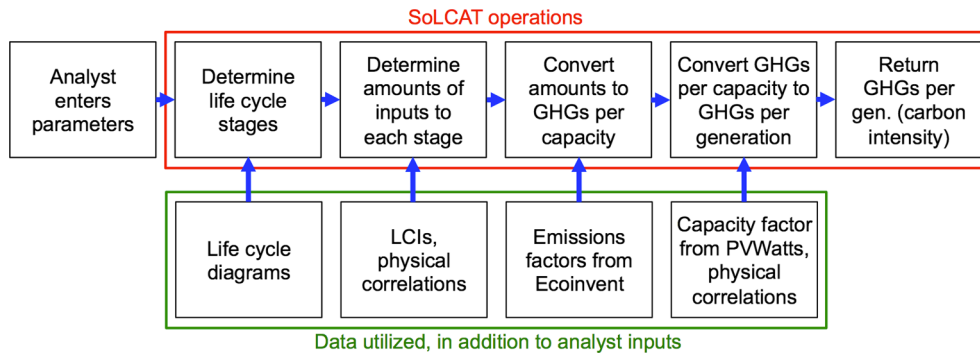 SoLCAT operations
Analyst
enters
parameters
Determine
life cycle
stages
Determine
amounts of
inputs to
each stage
Convert
amounts to
GHGs per
capacity
Convert GHGs
per capacity to
GHGs per
generation
Return
GHGs per
gen. (carbon
intensity)
Life cycle
diagrams
LCIs,
physical
correlations
Emissions
factors from
Ecoinvent
Capacity factor
from PVWatts,
physical
correlations
Data utilized, in addition to analyst inputs